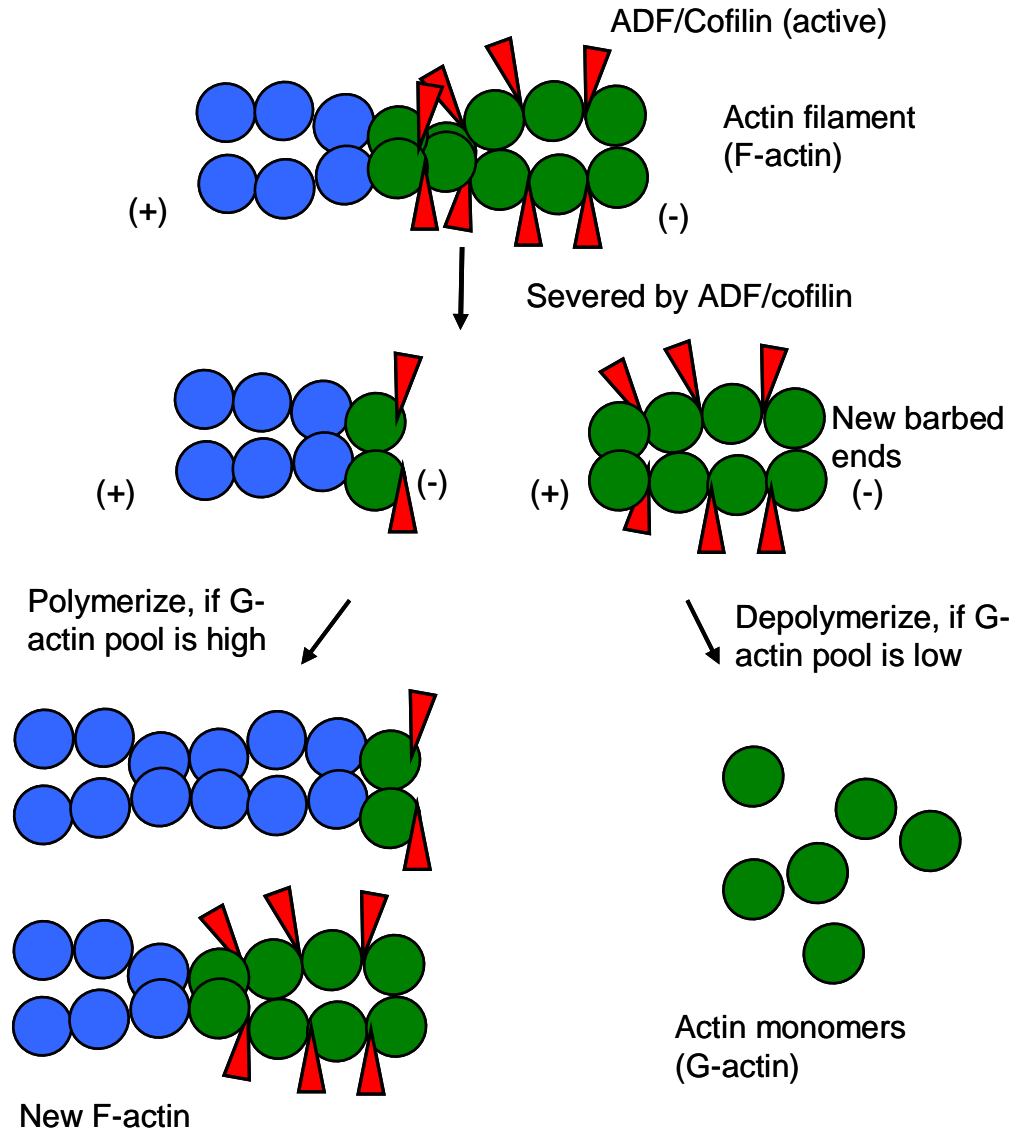 ADF/Cofilin (active)
Actin filament
(F-actin)
(+)
(-)
Severed by ADF/cofilin
New barbed
ends
(+)
(-)
(+)
(-)
Polymerize, if G-
actin pool is high
Depolymerize, if G-
actin pool is low
Actin monomers
(G-actin)
New F-actin